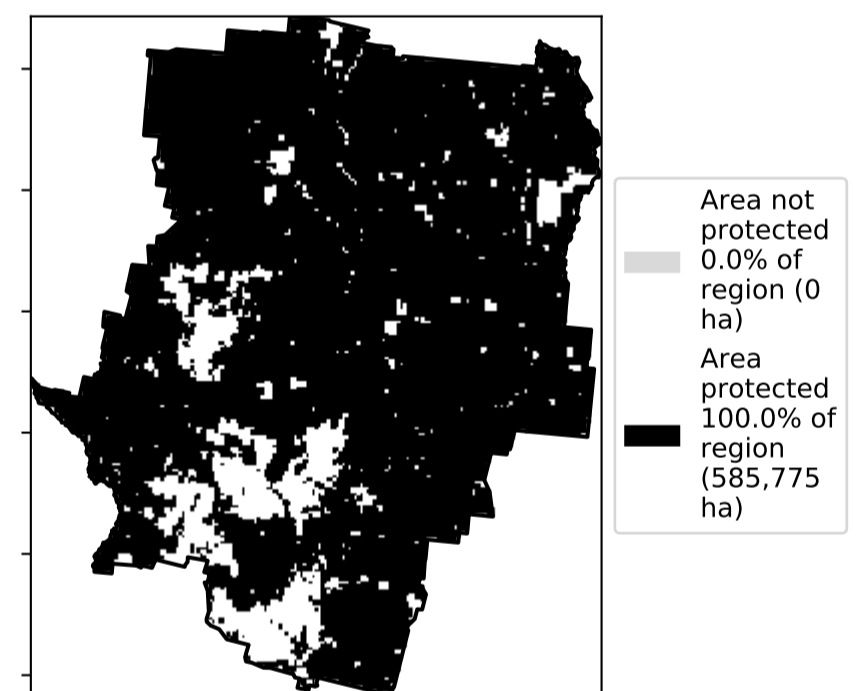 Area not
protected
0.0% of
region (0
ha)
Area
protected
100.0% of
region
(585,775
ha)